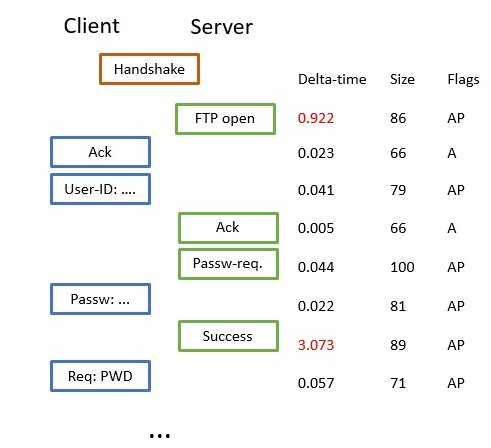 Client Server
Handshake
Delta-time Size Flags
FTP open 0.922 86 AP
Ack 0.023 66 A
User-ID: .... 0.041 79 AP
Ack 0.005 66 A
Passw-req. 0.044 100 AP
Passw: ... 0.022 81 AP
Success 3.073 89 AP
Req: PWD 0.057 71 AP
...